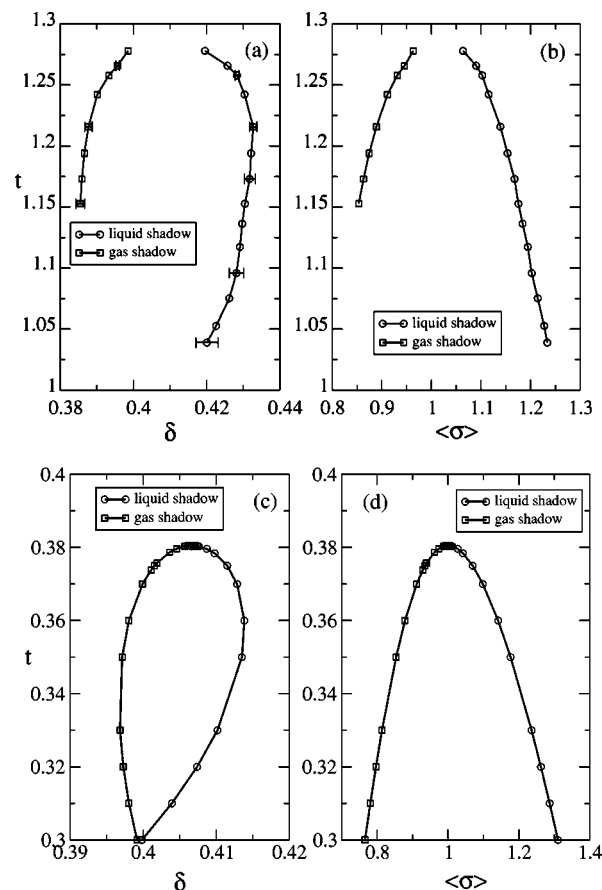 1.3 (a) (b) 1.3
1.25 1.25
1.2 1.2
t
1.15 1.15
liquid shadow
gas shadow
1.1 1.1
1.05 liquid shadow 1.05
gas shadow
1 1
0.38 0.4 0.42 0.44 0.8 0.9 1 1.1 1.2 1.3
δ <σ>
0.4 0.4
liquid shadow (c) (d) liquid shadow
gas shadow gas shadow
0.38 0.38
0.36 0.36
t
0.34 0.34
0.32 0.32
0.3 0.3
0.39 0.4 0.41 0.42 0.8 1 1.2 1.4
δ <σ>